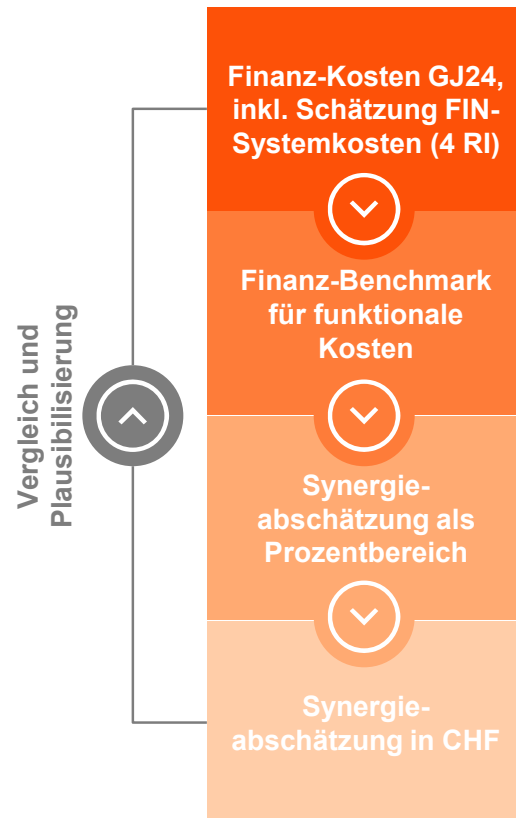 Finanz-Kosten GJ24,
inkl. Schätzung FIN-
Systemkosten (4 RI)
Finanz-Benchmark
für funktionale
Kosten
Vergleich und
Plausibilisierung
Synergie-
abschätzung als
Prozentbereich
Synergie-
abschätzung in CHF